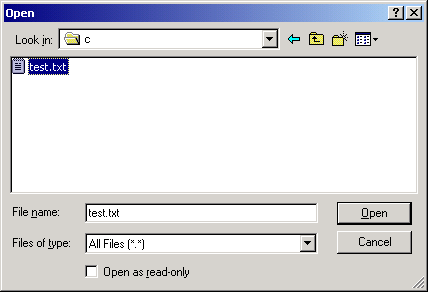 Open
Look in: c
test.txt
File name: test.txt Open
Files of type: All Files (*.*) Cancel
Open as read-only